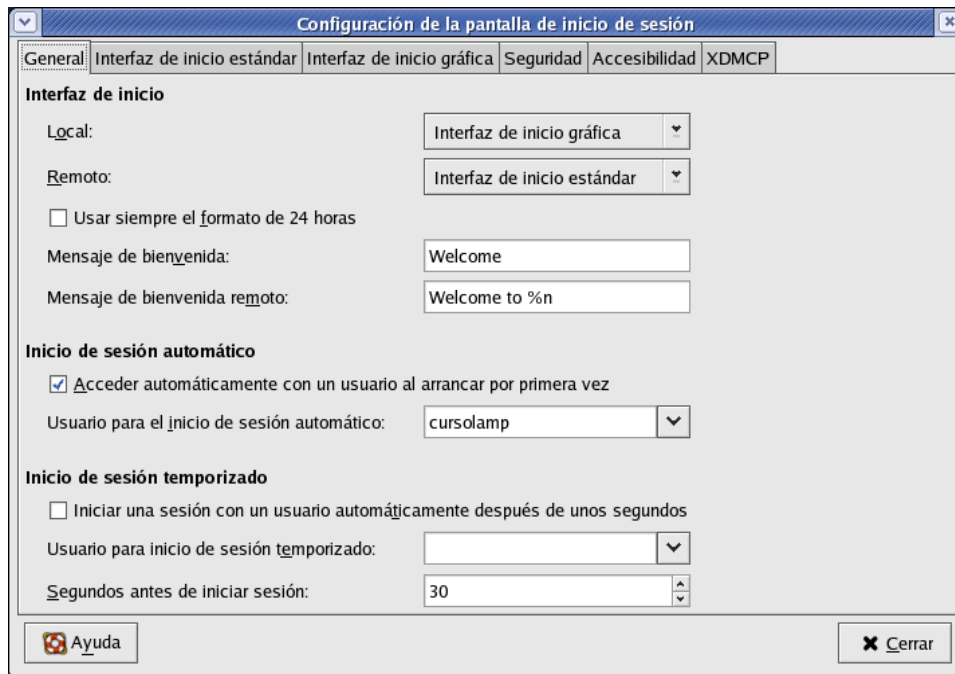 Configuración de la pantalla de inicio de sesión
General Interfaz de inicio estándar Interfaz de inicio gráfica Seguridad Accesibilidad XDMCP
Interfaz de inicio
Local: Interfaz de inicio gráfica
Remoto: Interfaz de inicio estándar
Usar siempre el formato de 24 horas
Mensaje de bienvenida: Welcome
Mensaje de bienvenida remoto: Welcome to %n
Inicio de sesión automático
Acceder automáticamente con un usuario al arrancar por primera vez
Usuario para el inicio de sesión automático: cursolamp
Inicio de sesión temporizado
Iniciar una sesión con un usuario automáticamente después de unos segundos
Usuario para inicio de sesión temporizado:
Segundos antes de iniciar sesión: 30
Ayuda Cerrar